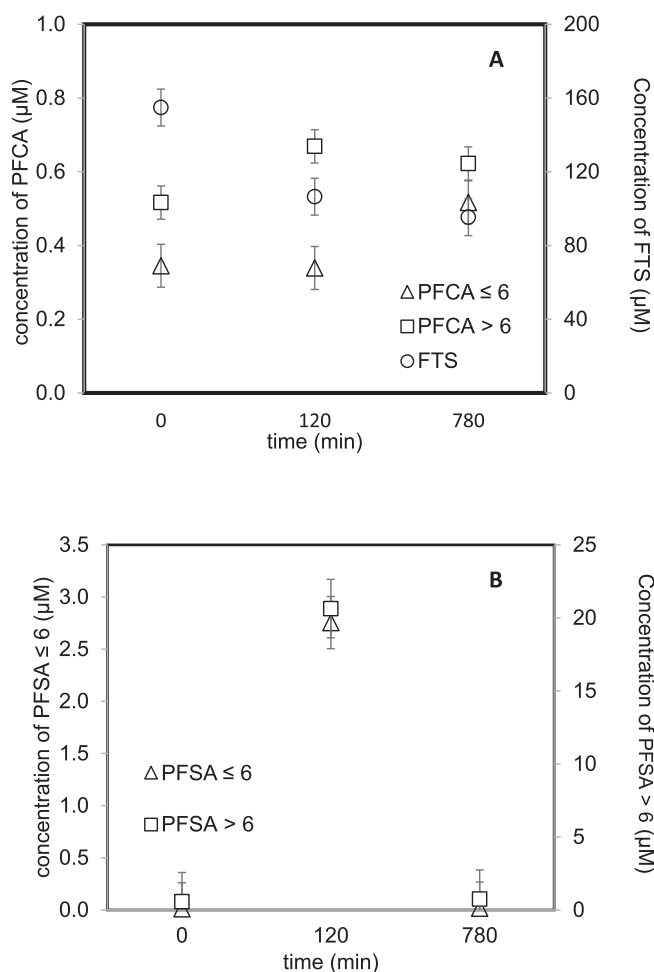 A
concentration of PFCA (µM)
1.0
0.8
0.6
0.4
0.2
0.0
Concentration of FTS (µM)
200
160
120
80
40
0
PFCA ≤ 6
PFCA > 6
FTS
0 120 780
time (min)
B
concentration of PFSA ≤ 6 (µM)
3.5
3.0
2.5
2.0
1.5
1.0
0.5
0.0
Concentration of PFSA > 6 (µM)
25
20
15
10
5
0
PFSA ≤ 6
PFSA > 6
0 120 780
time (min)